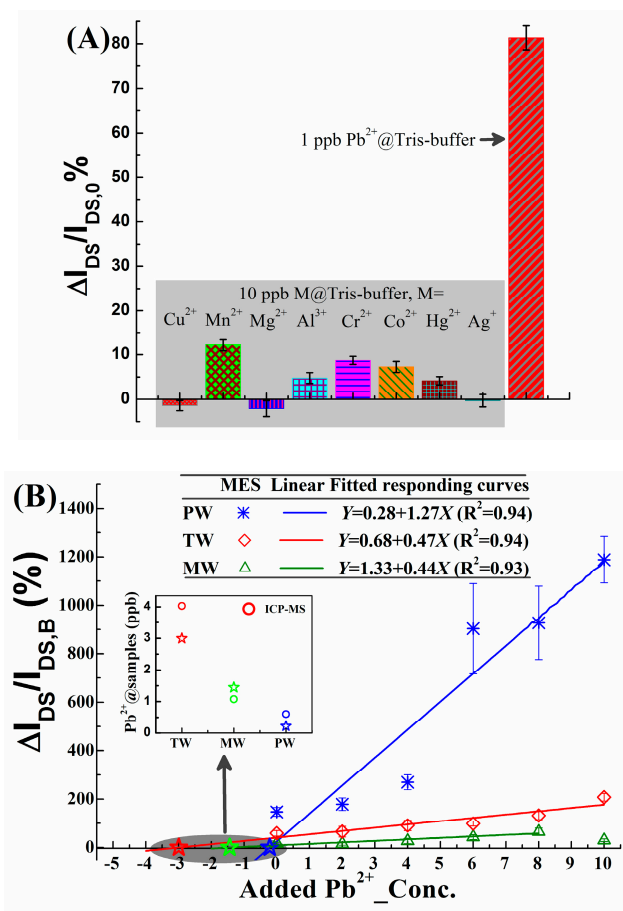 (A)
ΔI_DS/I_DS,0 %
80
70
60
50
40
30
20
10
0
1 ppb Pb²⁺@Tris-buffer
10 ppb M@Tris-buffer, M=
Cu²⁺ Mn²⁺ Mg²⁺ Al³⁺ Cr²⁺ Co²⁺ Hg²⁺ Ag⁺
(B)
ΔI_DS/I_DS,B (%)
1400
1200
1000
800
600
400
200
0
MES Linear Fitted responding curves
PW Y=0.28+1.27X (R²=0.94)
TW Y=0.68+0.47X (R²=0.94)
MW Y=1.33+0.44X (R²=0.93)
Pb²⁺@samples (ppb)
4
3
2
1
0
ICP-MS
TW MW PW
-5 -4 -3 -2 -1 0 1 2 3 4 5 6 7 8 9 10
Added Pb²⁺_Conc.